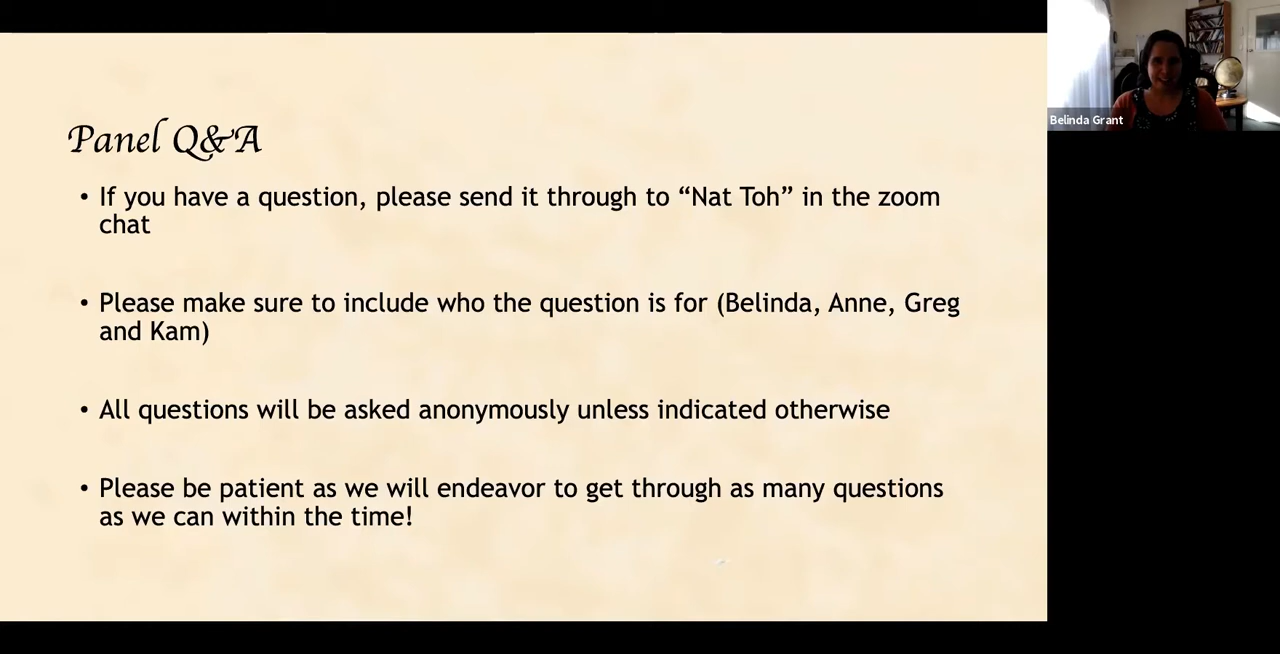 Panel Q&A
• If you have a question, please send it through to “Nat Toh” in the zoom
chat
• Please make sure to include who the question is for (Belinda, Anne, Greg
and Kam)
• All questions will be asked anonymously unless indicated otherwise
• Please be patient as we will endeavor to get through as many questions
as we can within the time!
Belinda Grant